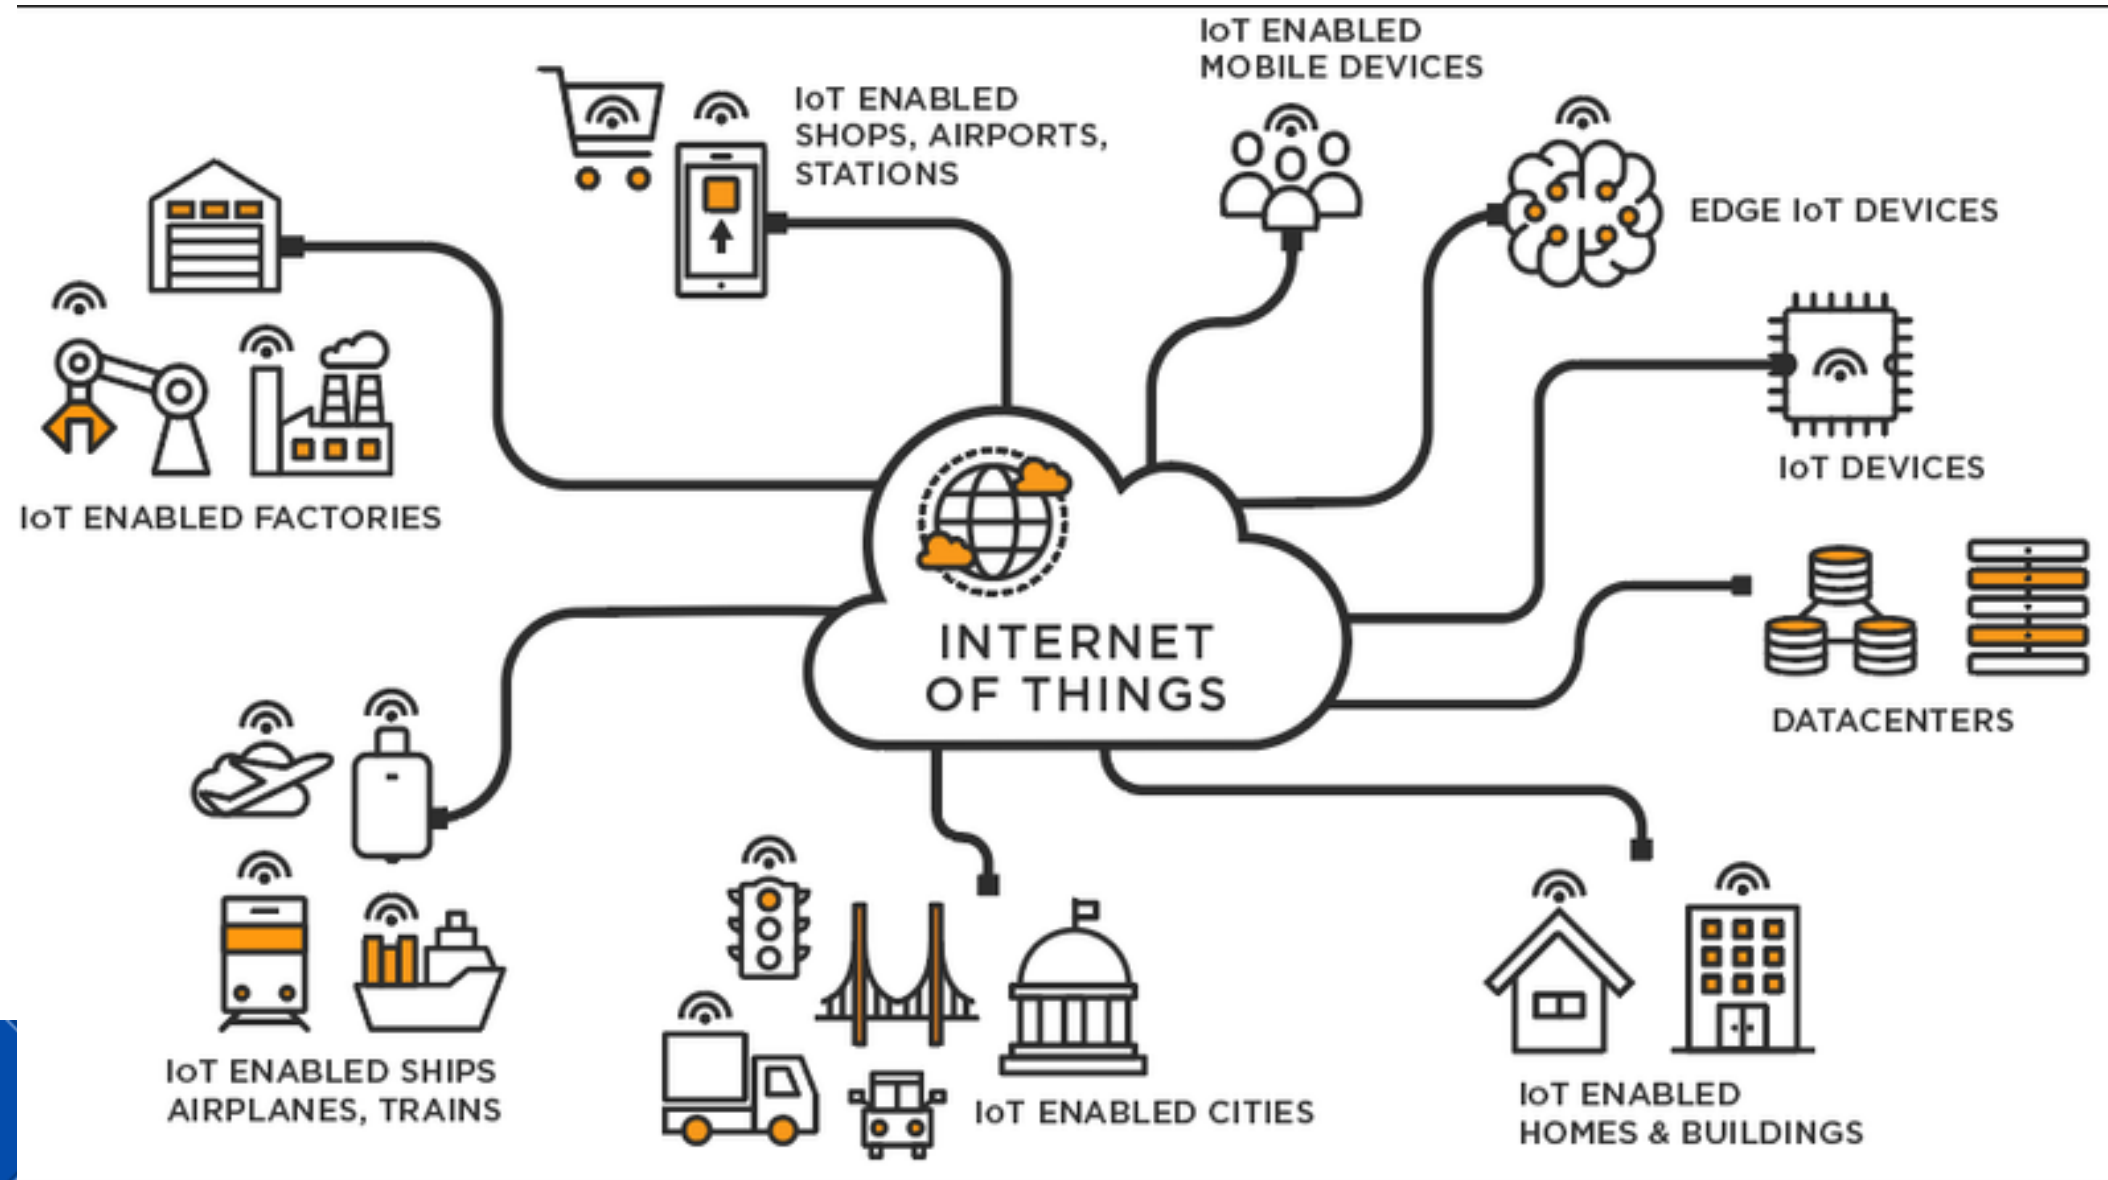 IoT ENABLED
MOBILE DEVICES
IoT ENABLED
SHOPS, AIRPORTS,
STATIONS
EDGE IoT DEVICES
IoT DEVICES
IoT ENABLED FACTORIES
INTERNET
OF THINGS
DATACENTERS
IoT ENABLED SHIPS
AIRPLANES, TRAINS
IoT ENABLED CITIES
IoT ENABLED
HOMES & BUILDINGS